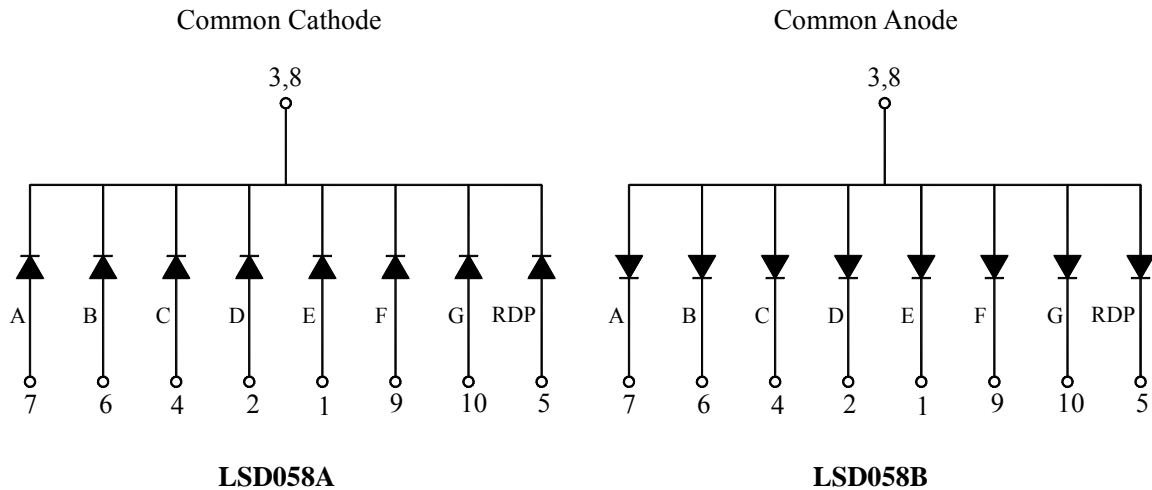 Common Cathode
Common Anode
3,8
3,8
A B C D E F G RDP
A B C D E F G RDP
7 6 4 2 1 9 10 5
7 6 4 2 1 9 10 5
LSD058A
LSD058B